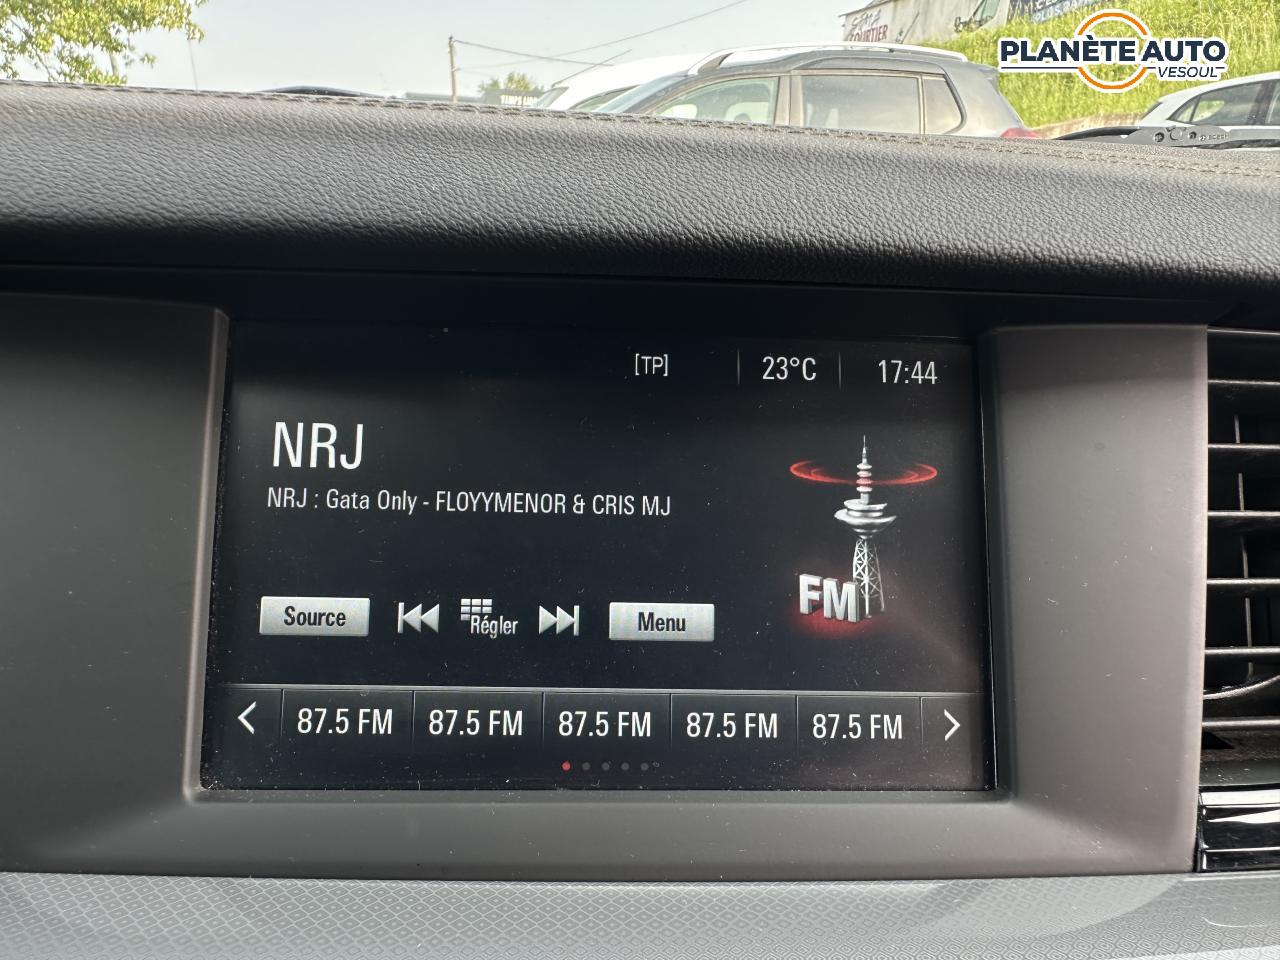 PLANÈTE AUTO
VESOUL
[TP]
23°C
17:44
NRJ
NRJ : Gata Only - FLOYYMENOR & CRIS MJ
FM
Source
Régler
Menu
87.5 FM
87.5 FM
87.5 FM
87.5 FM
87.5 FM